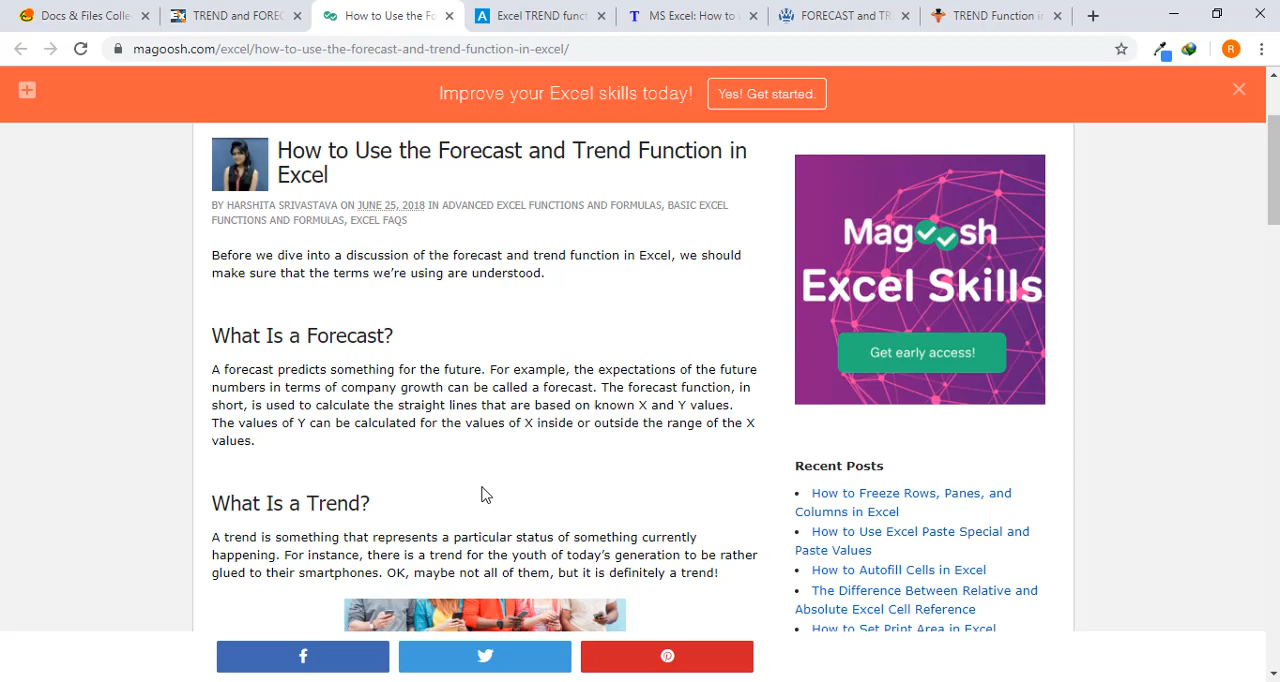 Docs & Files Colle
TREND and FOREC
How to Use the Fo
Excel TREND funct
MS Excel: How to u
FORECAST and TR
TREND Function in
magoosh.com/excel/how-to-use-the-forecast-and-trend-function-in-excel/
R
Improve your Excel skills today!
Yes! Get started.
How to Use the Forecast and Trend Function in
Excel
BY HARSHITA SRIVASTAVA ON JUNE 25, 2018 IN ADVANCED EXCEL FUNCTIONS AND FORMULAS, BASIC EXCEL
FUNCTIONS AND FORMULAS, EXCEL FAQS
Before we dive into a discussion of the forecast and trend function in Excel, we should
make sure that the terms we’re using are understood.
What Is a Forecast?
A forecast predicts something for the future. For example, the expectations of the future
numbers in terms of company growth can be called a forecast. The forecast function, in
short, is used to calculate the straight lines that are based on known X and Y values.
The values of Y can be calculated for the values of X inside or outside the range of the X
values.
What Is a Trend?
A trend is something that represents a particular status of something currently
happening. For instance, there is a trend for the youth of today’s generation to be rather
glued to their smartphones. OK, maybe not all of them, but it is definitely a trend!
Magoosh
Excel Skills
Get early access!
Recent Posts
How to Freeze Rows, Panes, and
Columns in Excel
How to Use Excel Paste Special and
Paste Values
How to Autofill Cells in Excel
The Difference Between Relative and
Absolute Excel Cell Reference
How to Set Print Area in Excel